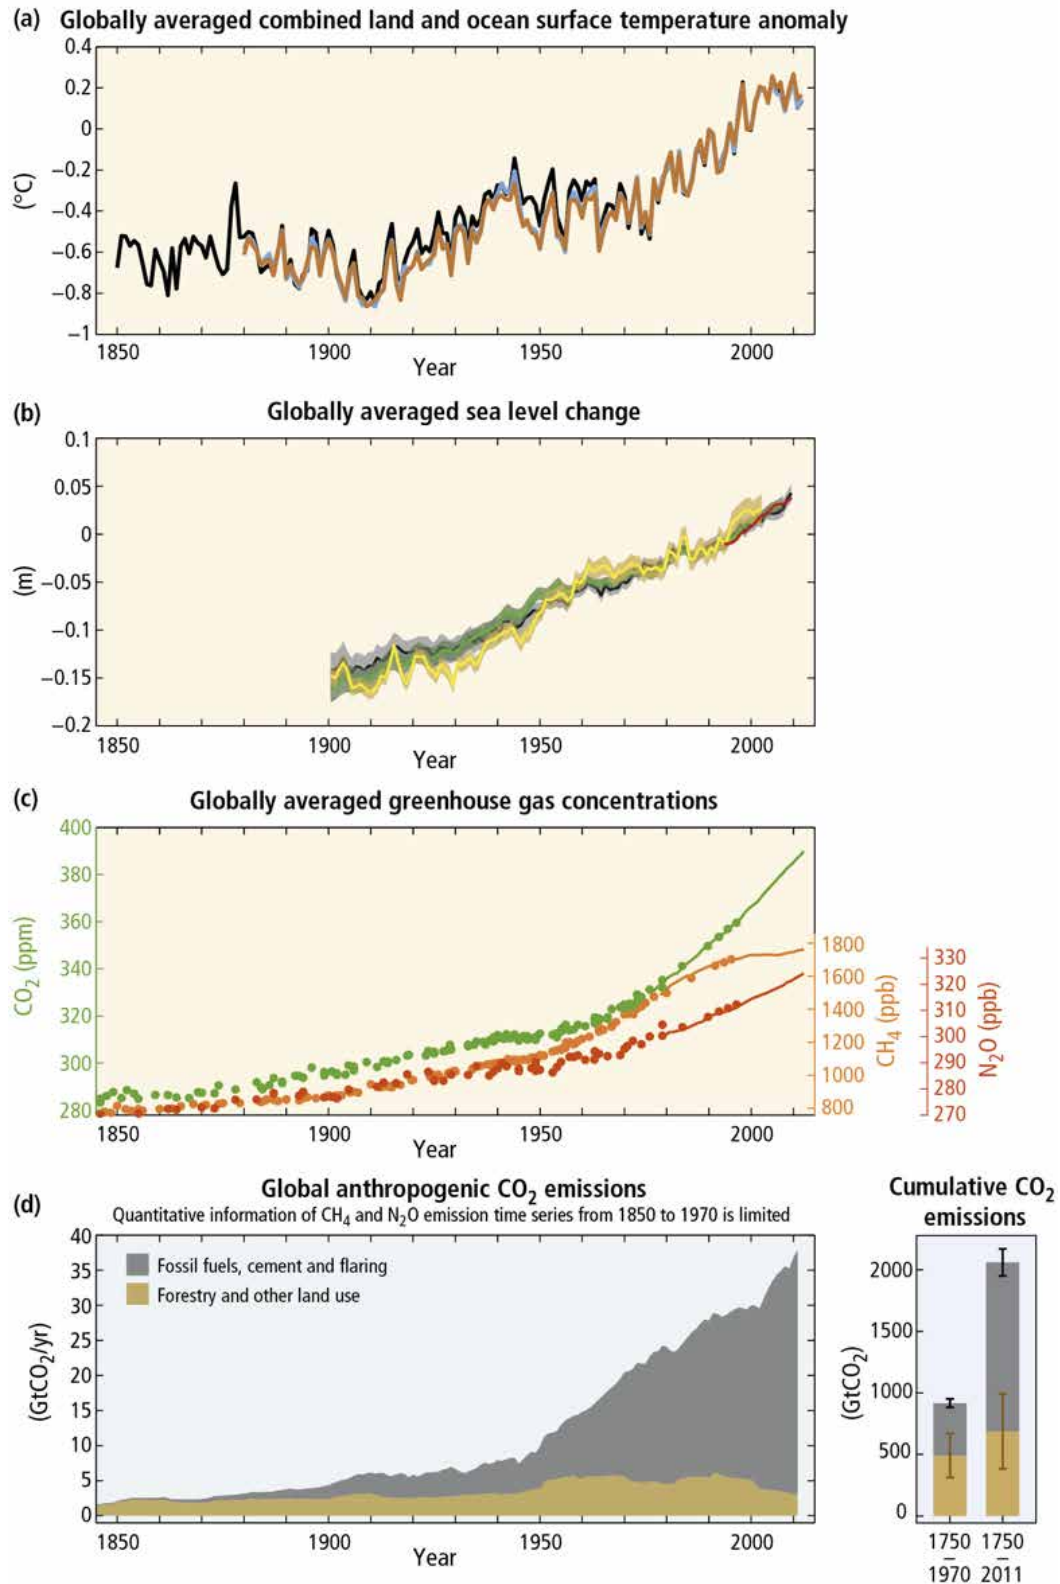 (a) Globally averaged combined land and ocean surface temperature anomaly
0.4
0.2
0
−0.2
−0.4
−0.6
−0.8
−1
(°C)
1850 1900 1950 2000
Year
(b) Globally averaged sea level change
0.1
0.05
0
−0.05
−0.1
−0.15
−0.2
(m)
1850 1900 1950 2000
Year
(c) Globally averaged greenhouse gas concentrations
400
380
360
340
320
300
280
CO2 (ppm)
1800
1600
1400
1200
1000
800
CH4 (ppb)
330
320
310
300
290
280
270
N2O (ppb)
1850 1900 1950 2000
Year
(d) Global anthropogenic CO2 emissions
Quantitative information of CH4 and N2O emission time series from 1850 to 1970 is limited
40
35
30
25
20
15
10
5
0
(GtCO2/yr)
Fossil fuels, cement and flaring
Forestry and other land use
1850 1900 1950 2000
Year
Cumulative CO2
emissions
2000
1500
1000
500
0
(GtCO2)
1750 1750
– –
1970 2011